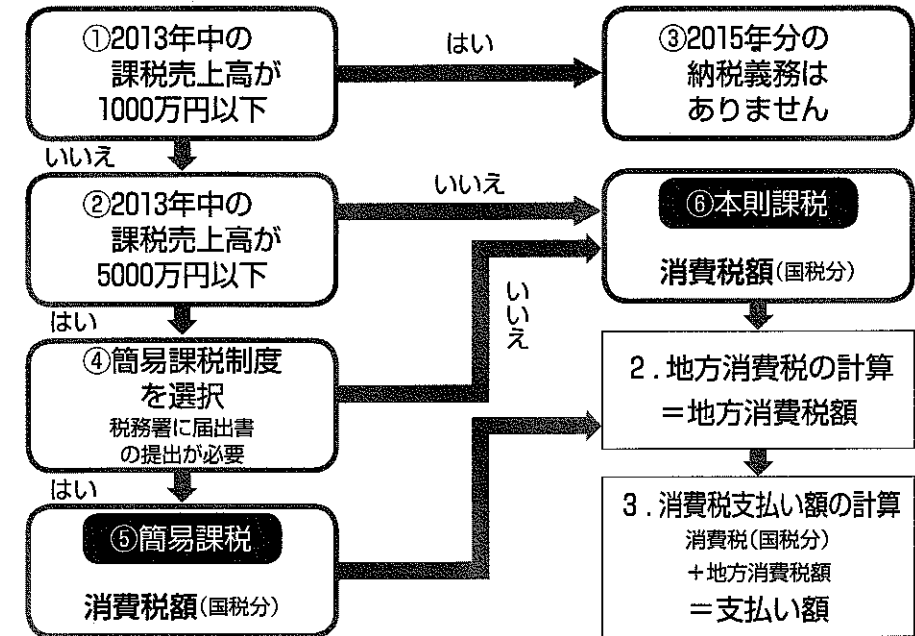 ①2013年中の
課税売上高が
1000万円以下
はい
③2015年分の
納税義務は
ありません
いいえ
②2013年中の
課税売上高が
5000万円以下
いいえ
⑥本則課税
消費税額(国税分)
はい
④簡易課税制度
を選択
税務署に届出書
の提出が必要
いいえ
2.地方消費税の計算
=地方消費税額
はい
⑤簡易課税
消費税額(国税分)
3.消費税支払い額の計算
消費税(国税分)
+地方消費税額
=支払い額